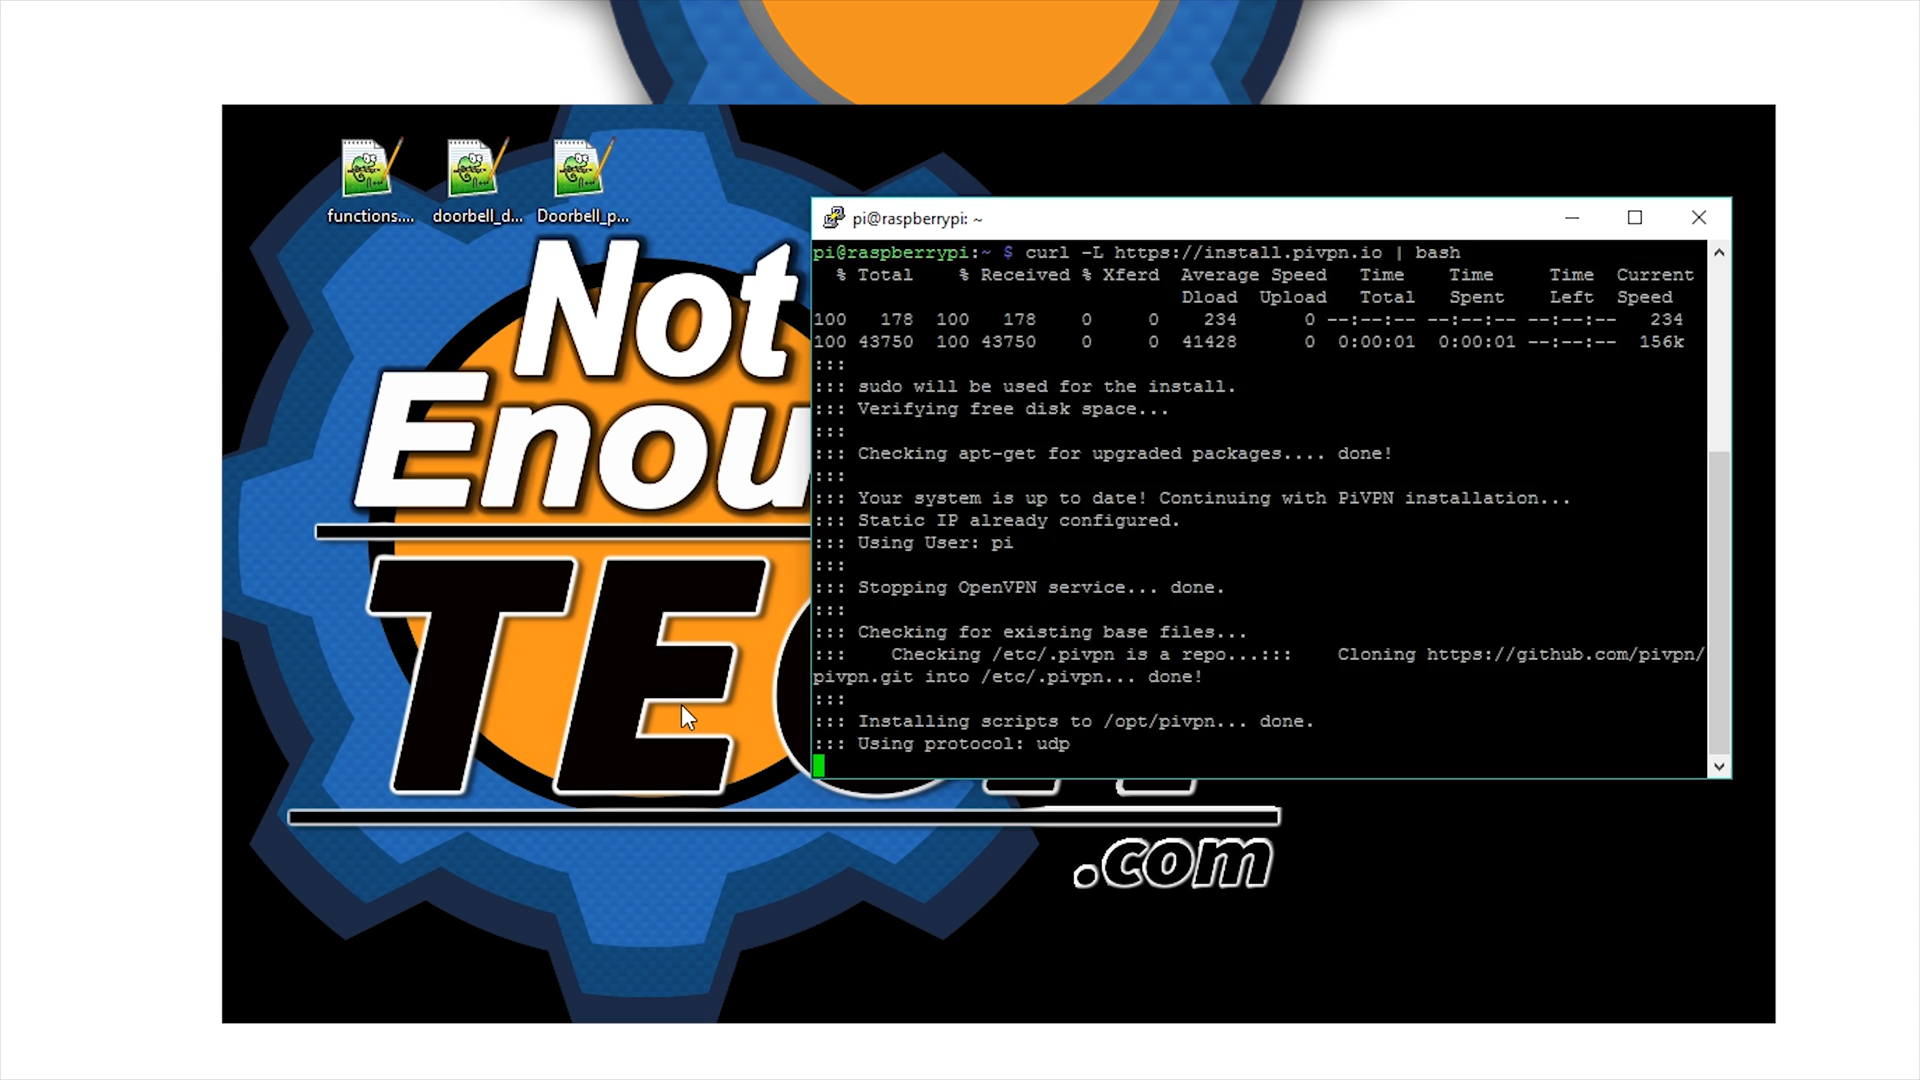 functions....
doorbell_d...
Doorbell_p...
Not
Enou
TE
.com
pi@raspberrypi: ~
pi@raspberrypi:~ $ curl -L https://install.pivpn.io | bash
% Total % Received % Xferd Average Speed Time Time Time Current
Dload Upload Total Spent Left Speed
100 178 100 178 0 0 234 0 --:--:-- --:--:-- --:--:-- 234
100 43750 100 43750 0 0 41428 0 0:00:01 0:00:01 --:--:-- 156k
:::
::: sudo will be used for the install.
::: Verifying free disk space...
:::
::: Checking apt-get for upgraded packages.... done!
:::
::: Your system is up to date! Continuing with PiVPN installation...
::: Static IP already configured.
::: Using User: pi
:::
::: Stopping OpenVPN service... done.
:::
::: Checking for existing base files...
::: Checking /etc/.pivpn is a repo...::: Cloning https://github.com/pivpn/
pivpn.git into /etc/.pivpn... done!
:::
::: Installing scripts to /opt/pivpn... done.
::: Using protocol: udp